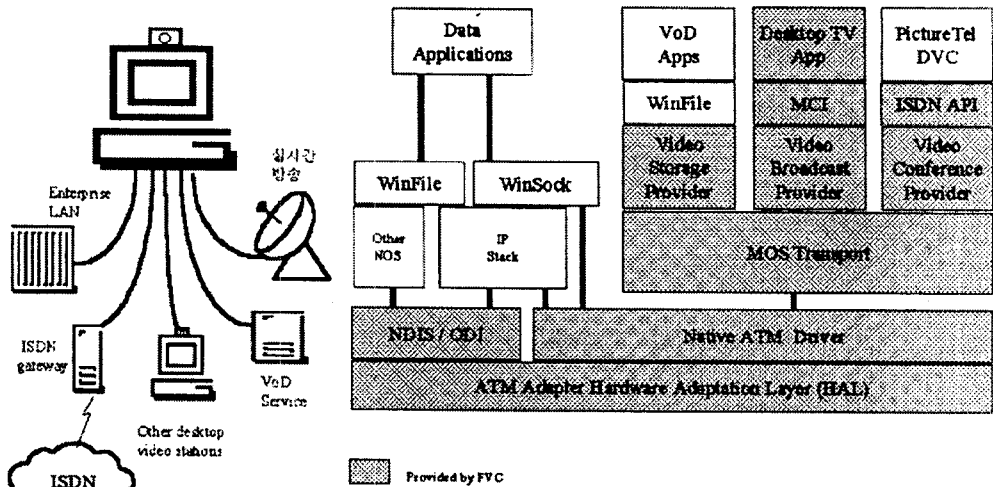 실시간
방송
Enterprise
LAN
ISDN
gateway
VoD
Service
Other desktop
video stations
ISDN
Data
Applications
WinFile
WinSock
Other
NOS
IP
Stack
NDIS / ODI
Native ATM Driver
ATM Adapter Hardware Adaptation Layer (HAL)
VoD
Apps
Desktop TV
App
PictureTel
DVC
WinFile
MCI
ISDN API
Video
Storage
Provider
Video
Broadcast
Provider
Video
Conference
Provider
MOS Transport
Provided by FVC